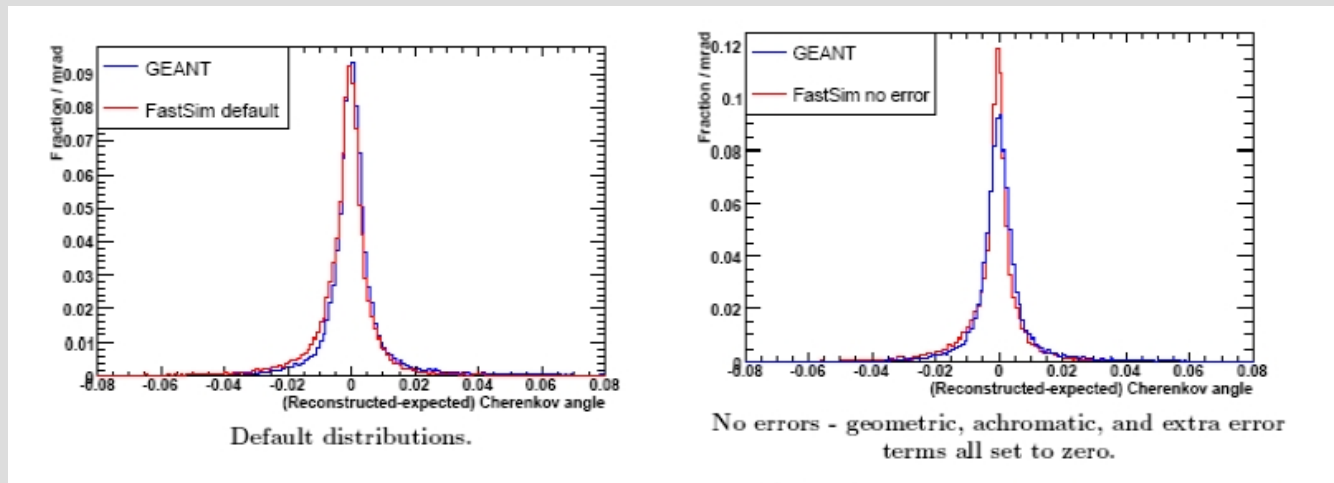 Fraction / mrad
GEANT
FastSim default
0.09
0.08
0.07
0.06
0.05
0.04
0.03
0.02
0.01
0
-0.08 -0.06 -0.04 -0.02 0 0.02 0.04 0.06 0.08
(Reconstructed-expected) Cherenkov angle
Default distributions.
Fraction / mrad
GEANT
FastSim no error
0.12
0.1
0.08
0.06
0.04
0.02
0
-0.08 -0.06 -0.04 -0.02 0 0.02 0.04 0.06 0.08
(Reconstructed-expected) Cherenkov angle
No errors - geometric, achromatic, and extra error
terms all set to zero.